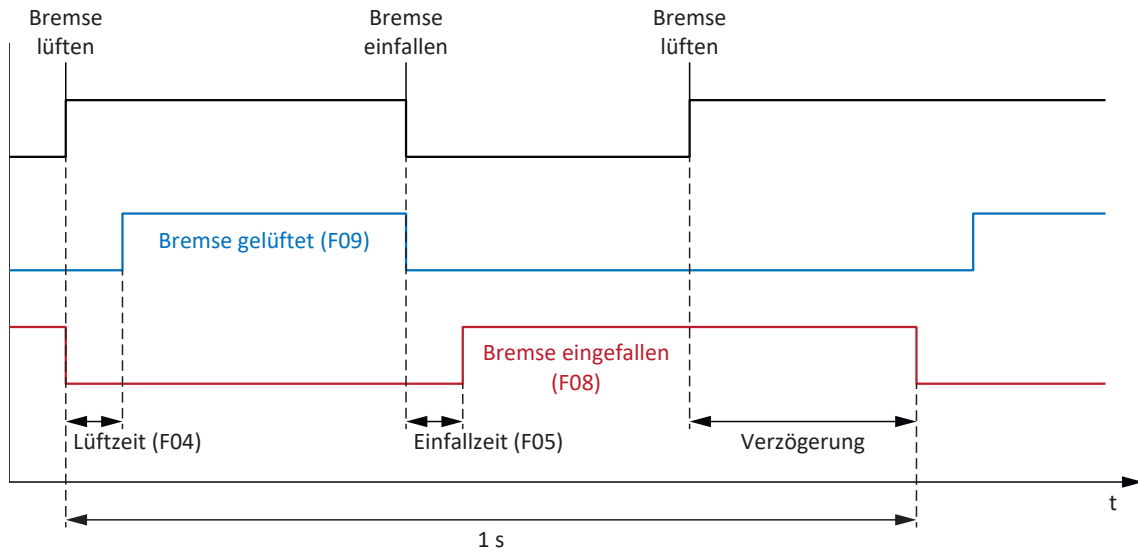 Bremse
lüften
Bremse
einfallen
Bremse
lüften
Bremse gelüftet (F09)
Bremse eingefallen
(F08)
Lüftzeit (F04)
Einfallzeit (F05)
Verzögerung
t
1 s